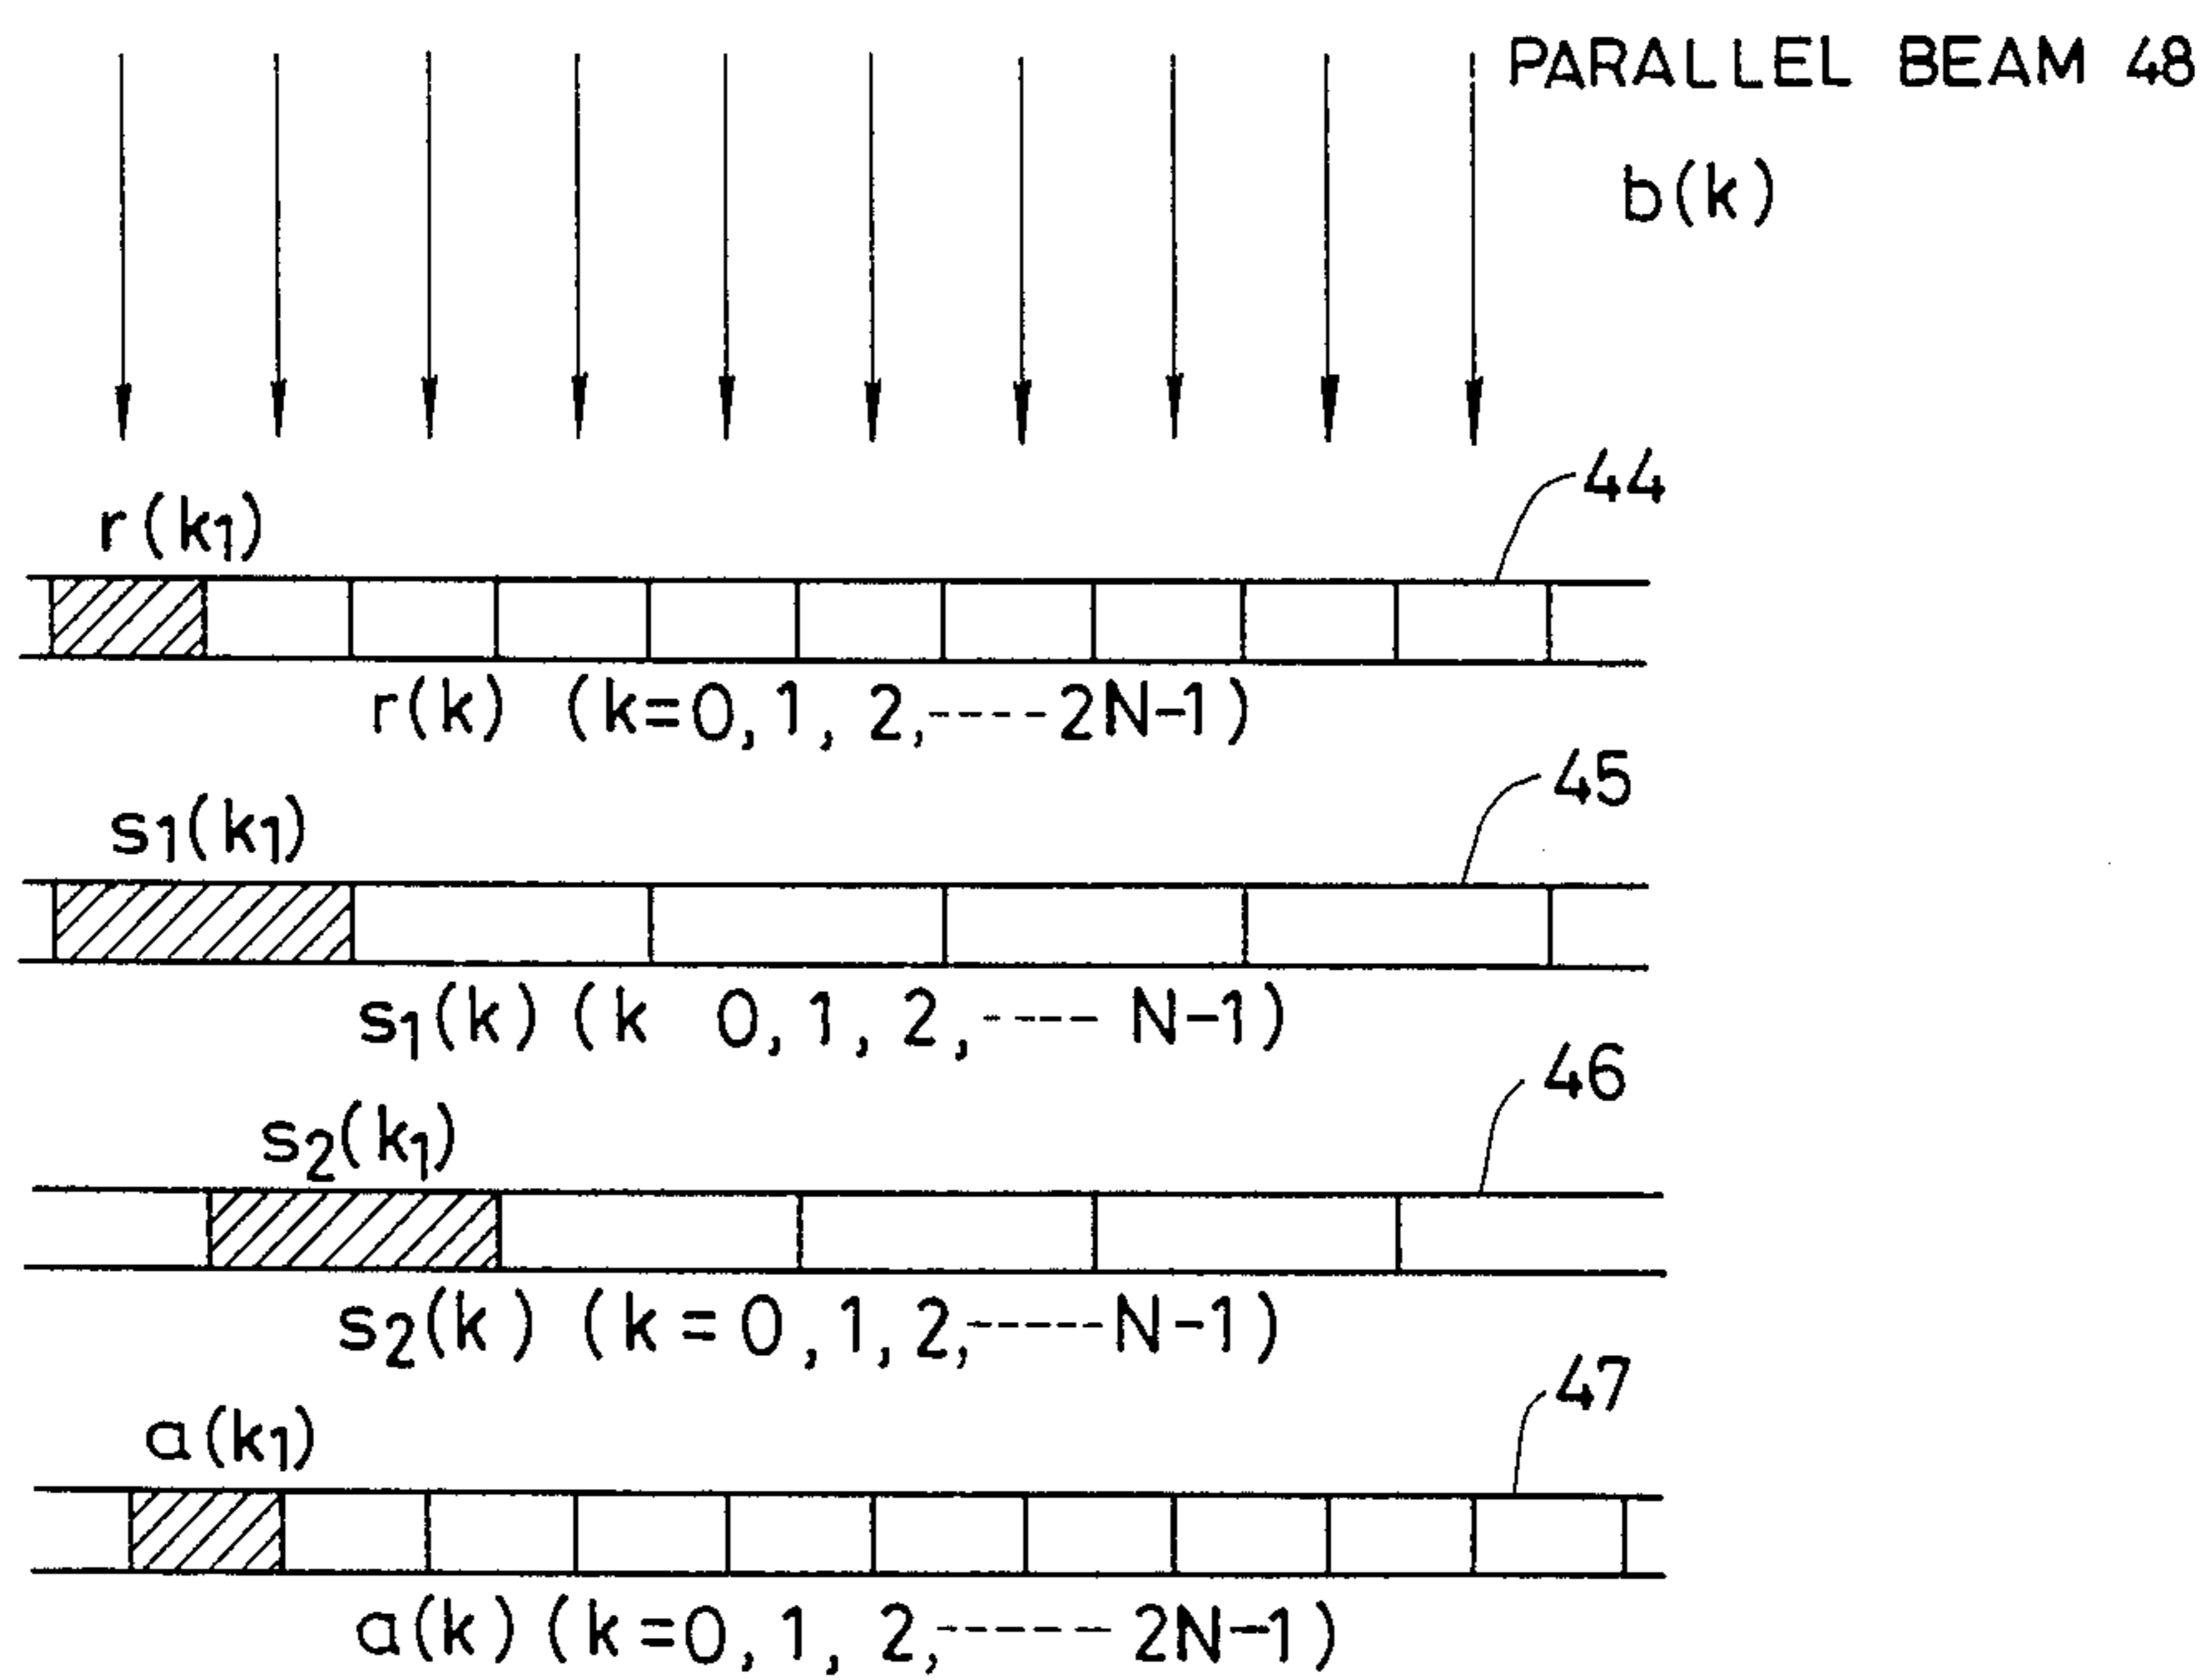 PARALLEL BEAM 48
b(k)
44
r(k1)
r(k) (k=0,1, 2,----2N-1)
45
s1(k1)
s1(k) (k 0,1, 2,---- N-1)
46
s2(k1)
s2(k) (k=0,1,2,-----N-1)
47
a(k1)
a(k) (k=0,1, 2,------ 2N-1)